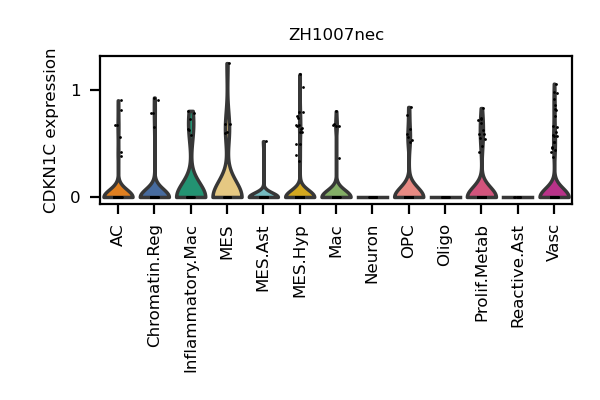 ZH1007nec
CDKN1C expression
1
0
AC
Chromatin.Reg
Inflammatory.Mac
MES
MES.Ast
MES.Hyp
Mac
Neuron
OPC
Oligo
Prolif.Metab
Reactive.Ast
Vasc